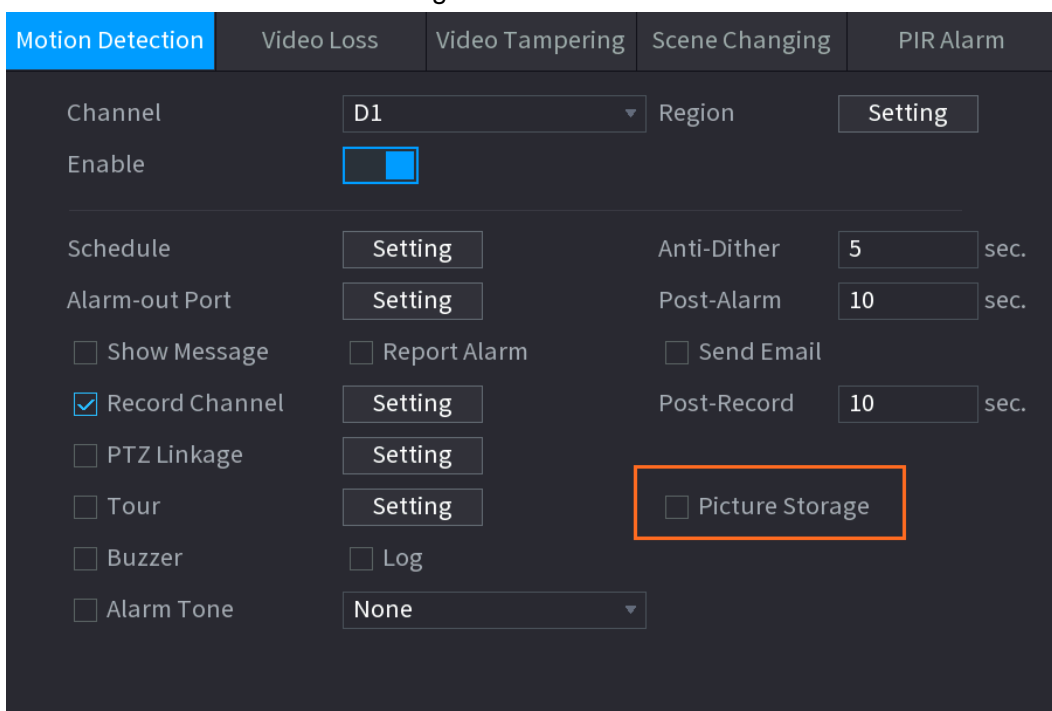 Motion Detection Video Loss Video Tampering Scene Changing PIR Alarm
Channel D1 Region Setting
Enable
Schedule Setting Anti-Dither 5 sec.
Alarm-out Port Setting Post-Alarm 10 sec.
Show Message Report Alarm Send Email
Record Channel Setting Post-Record 10 sec.
PTZ Linkage Setting
Tour Setting Picture Storage
Buzzer Log
Alarm Tone None